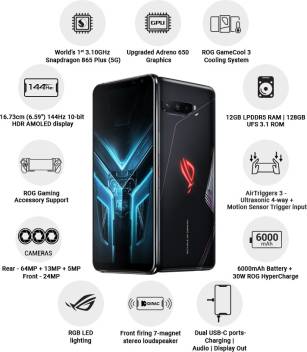 World's 1st 3.10GHz
Snapdragon 865 Plus (5G)
GPU
Upgraded Adreno 650
Graphics
ROG GameCool 3
Cooling System
144Hz
16.73cm (6.59") 144Hz 10-bit
HDR AMOLED display
12GB LPDDR5 RAM | 128GB
UFS 3.1 ROM
ROG Gaming
Accessory Support
AirTriggers 3 -
Ultrasonic 4-way +
Motion Sensor Trigger input
CAMERAS
Rear - 64MP + 13MP + 5MP
Front - 24MP
6000
mAh
6000mAh Battery +
30W ROG HyperCharge
RGB LED
lighting
DIRAC
Front firing 7-magnet
stereo loudspeaker
Dual USB-C ports-
Charging |
Audio | Display Out